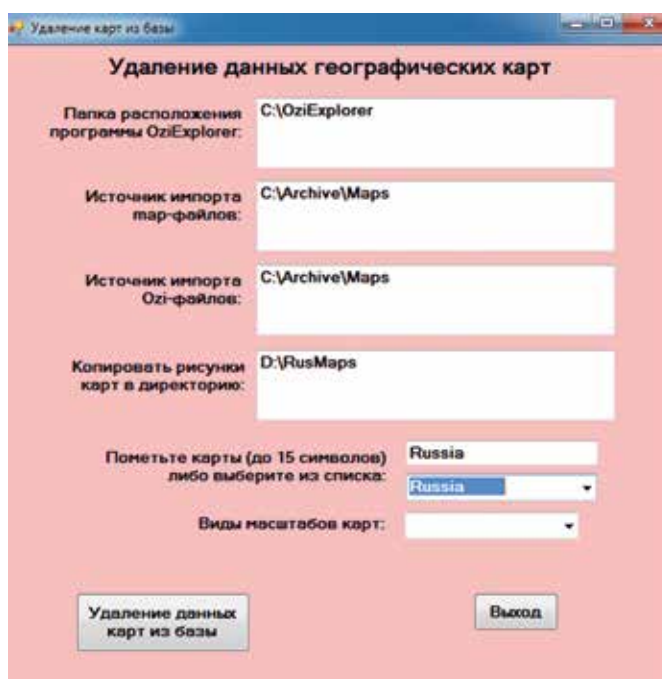 Удаление карт из базы
Удаление данных географических карт
Папка расположения
программы OziExplorer:
C:\OziExplorer
Источник импорта
map-файлов:
C:\Archive\Maps
Источник импорта
Ozi-файлов:
C:\Archive\Maps
Копировать рисунки
карт в директорию:
D:\RusMaps
Пометьте карты (до 15 символов)
либо выберите из списка:
Russia
Russia
Виды масштабов карт:
Удаление данных
карт из базы
Выход